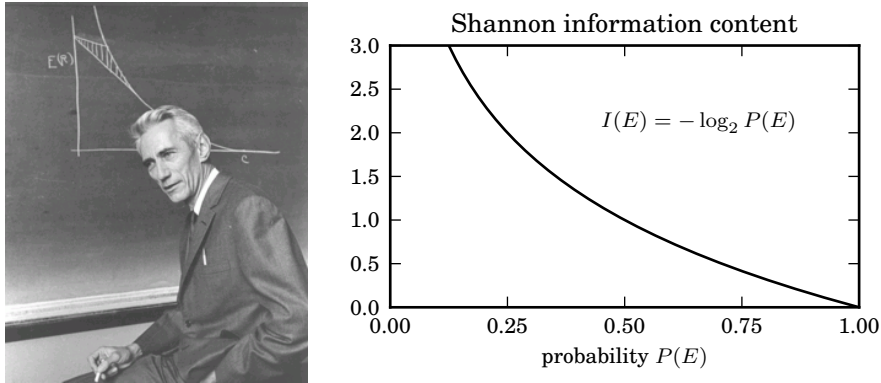 E(R)
C
Shannon information content
3.0
2.5
2.0
1.5
1.0
0.5
0.0
I(E) = − log₂ P(E)
0.00 0.25 0.50 0.75 1.00
probability P(E)